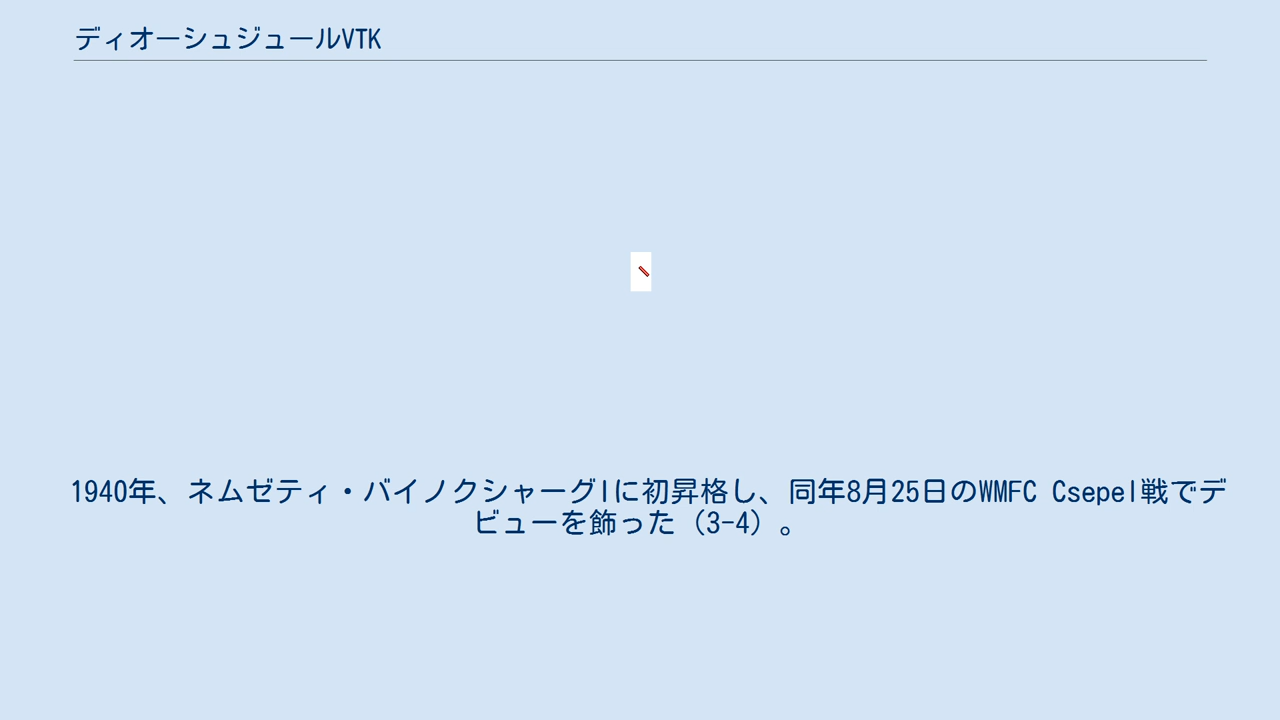 ディオーシュジュールVTK
1940年、ネムゼティ・バイノクシャーグIに初昇格し、同年8月25日のWMFC Csepel戦でデ
ビューを飾った（3-4）。